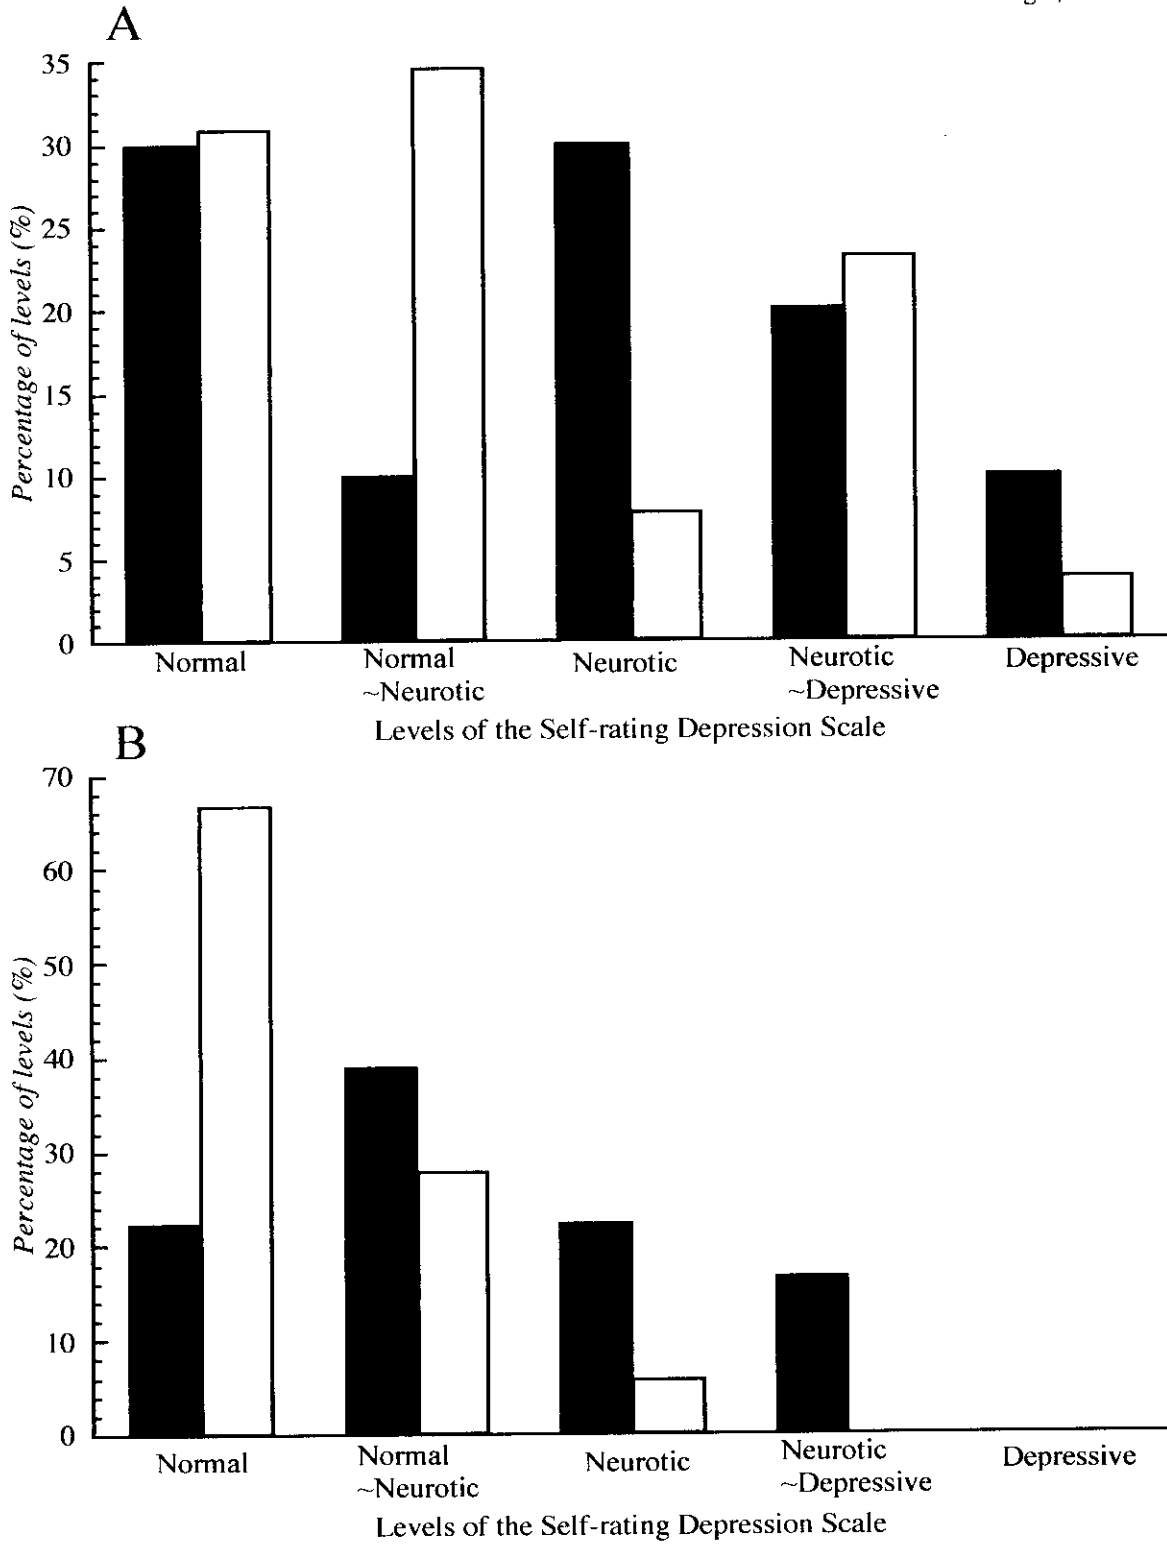 A
35
30
25
20
15
10
5
0
Percentage of levels (%)
Normal
Normal
~Neurotic
Neurotic
Neurotic
~Depressive
Depressive
Levels of the Self-rating Depression Scale
B
70
60
50
40
30
20
10
0
Percentage of levels (%)
Normal
Normal
~Neurotic
Neurotic
Neurotic
~Depressive
Depressive
Levels of the Self-rating Depression Scale